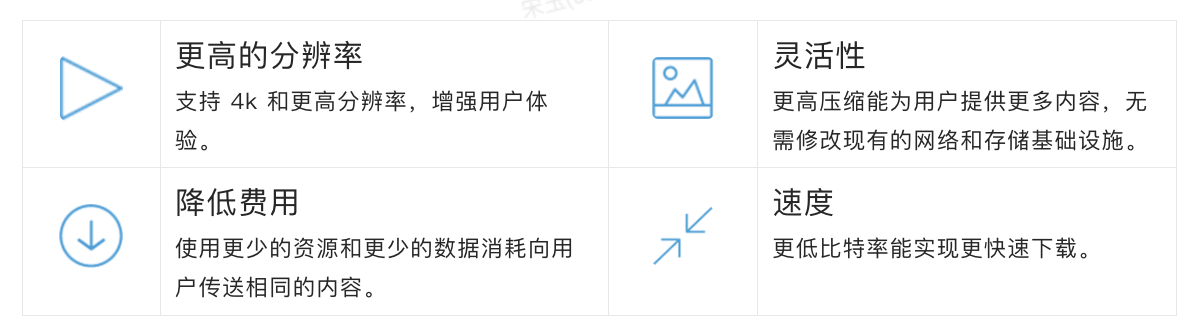 更高的分辨率
支持 4k 和更高分辨率，增强用户体
验。
灵活性
更高压缩能为用户提供更多内容，无
需修改现有的网络和存储基础设施。
降低费用
使用更少的资源和更少的数据消耗向用
户传送相同的内容。
速度
更低比特率能实现更快速下载。